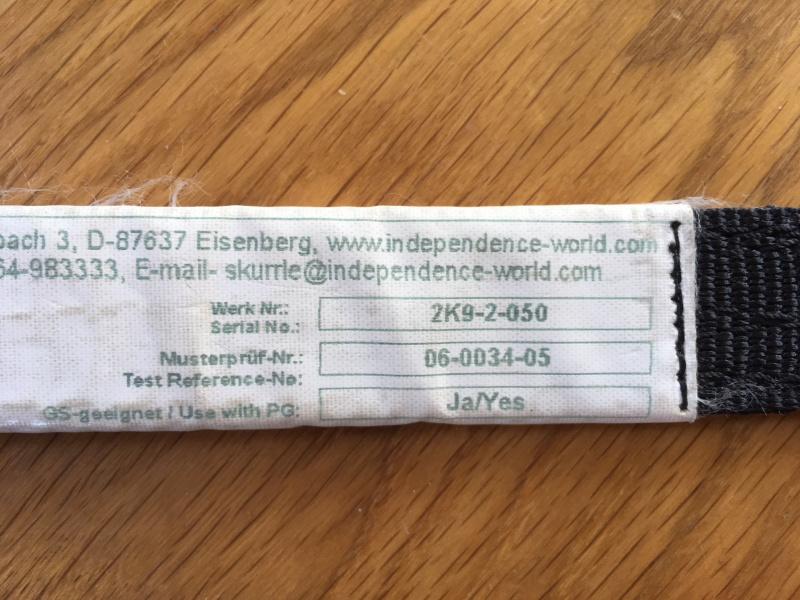 bach 3, D-87637 Eisenberg, www.independence-world.com
64-983333, E-mail- skurrle@independence-world.com
Werk Nr.: 2K9-2-050
Serial No.:
Musterprüf-Nr.: 06-0034-05
Test Reference-No:
GS-geeignet / Use with PG: Ja/Yes